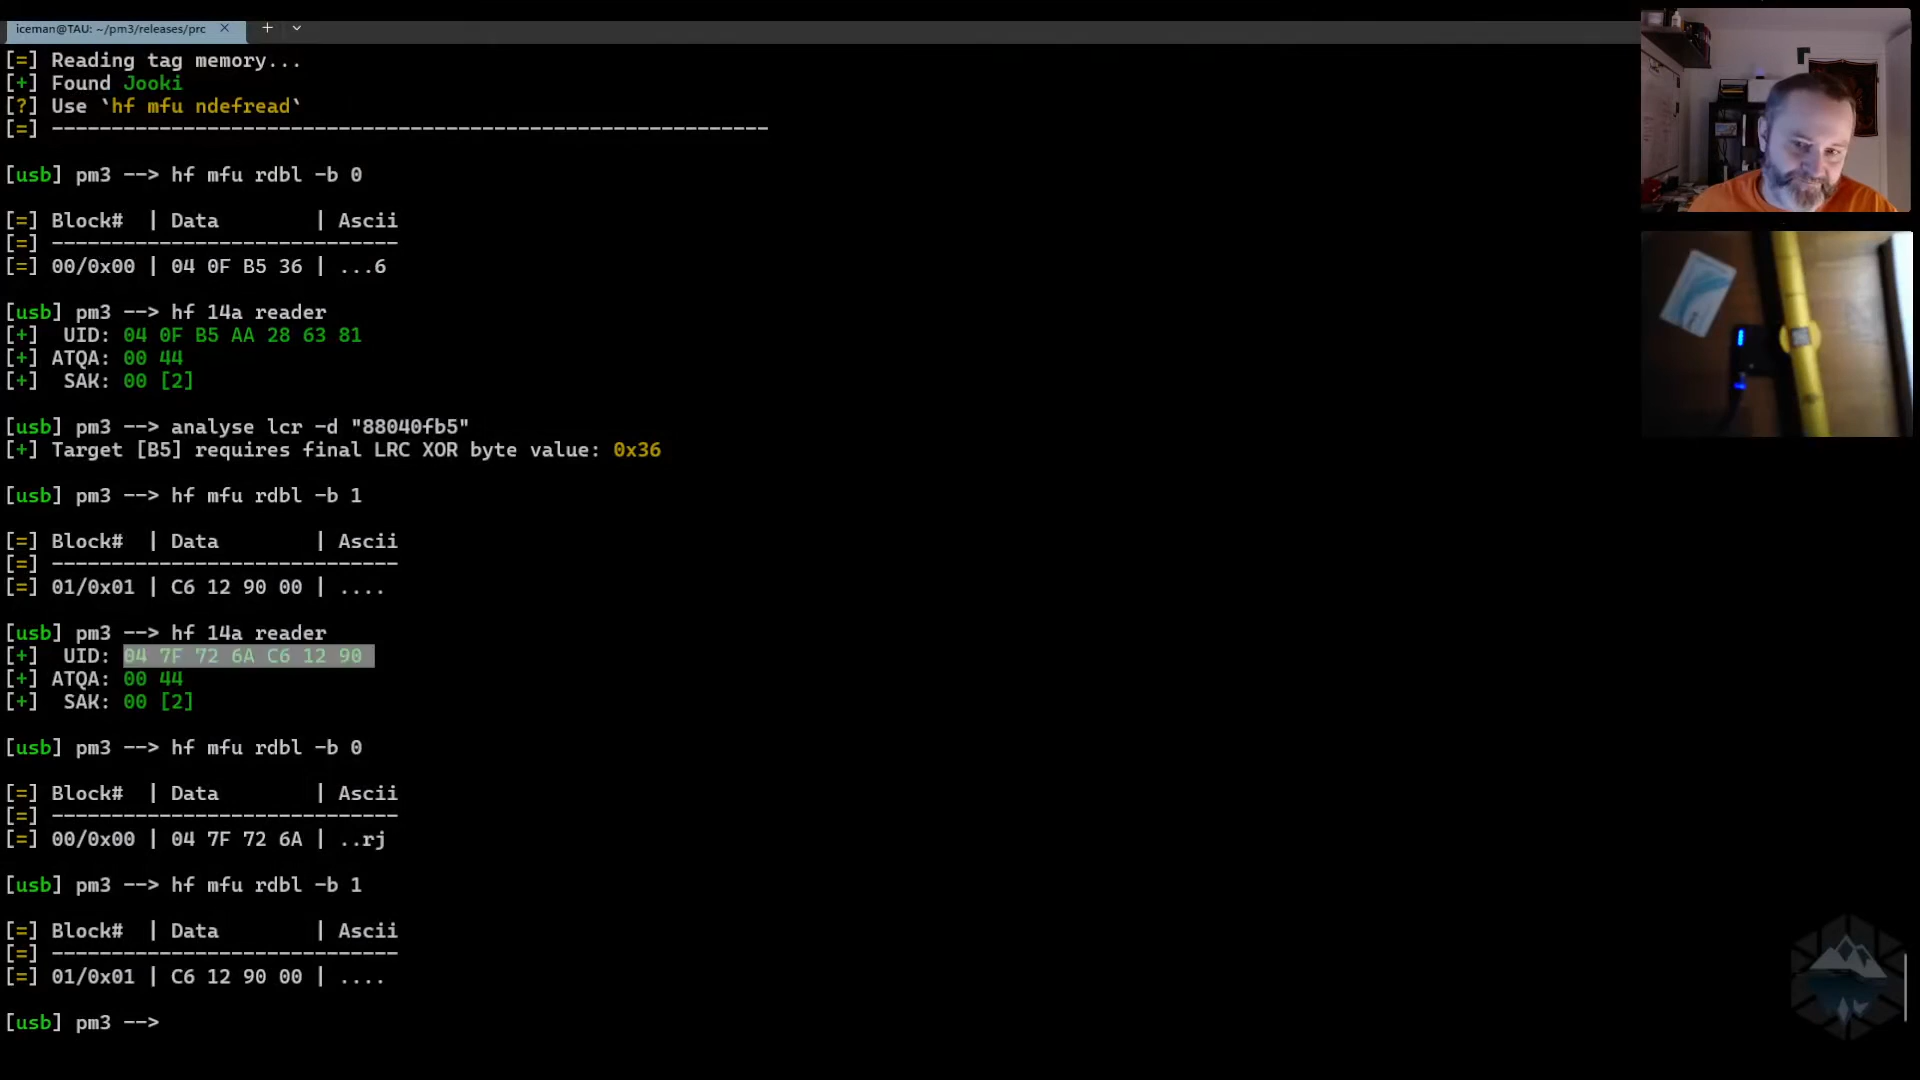 iceman@TAU: ~/pm3/releases/prc
[=] Reading tag memory...
[+] Found Jooki
[?] Use `hf mfu ndefread`
[=] ------------------------------------------------------------
[usb] pm3 --> hf mfu rdbl -b 0
[=] Block#  | Data        | Ascii
[=] -----------------------------
[=] 00/0x00 | 04 0F B5 36 | ...6
[usb] pm3 --> hf 14a reader
[+]  UID: 04 0F B5 AA 28 63 81
[+] ATQA: 00 44
[+]  SAK: 00 [2]
[usb] pm3 --> analyse lcr -d "88040fb5"
[+] Target [B5] requires final LRC XOR byte value: 0x36
[usb] pm3 --> hf mfu rdbl -b 1
[=] Block#  | Data        | Ascii
[=] -----------------------------
[=] 01/0x01 | C6 12 90 00 | ....
[usb] pm3 --> hf 14a reader
[+]  UID: 04 7F 72 6A C6 12 90
[+] ATQA: 00 44
[+]  SAK: 00 [2]
[usb] pm3 --> hf mfu rdbl -b 0
[=] Block#  | Data        | Ascii
[=] -----------------------------
[=] 00/0x00 | 04 7F 72 6A | ..rj
[usb] pm3 --> hf mfu rdbl -b 1
[=] Block#  | Data        | Ascii
[=] -----------------------------
[=] 01/0x01 | C6 12 90 00 | ....
[usb] pm3 -->